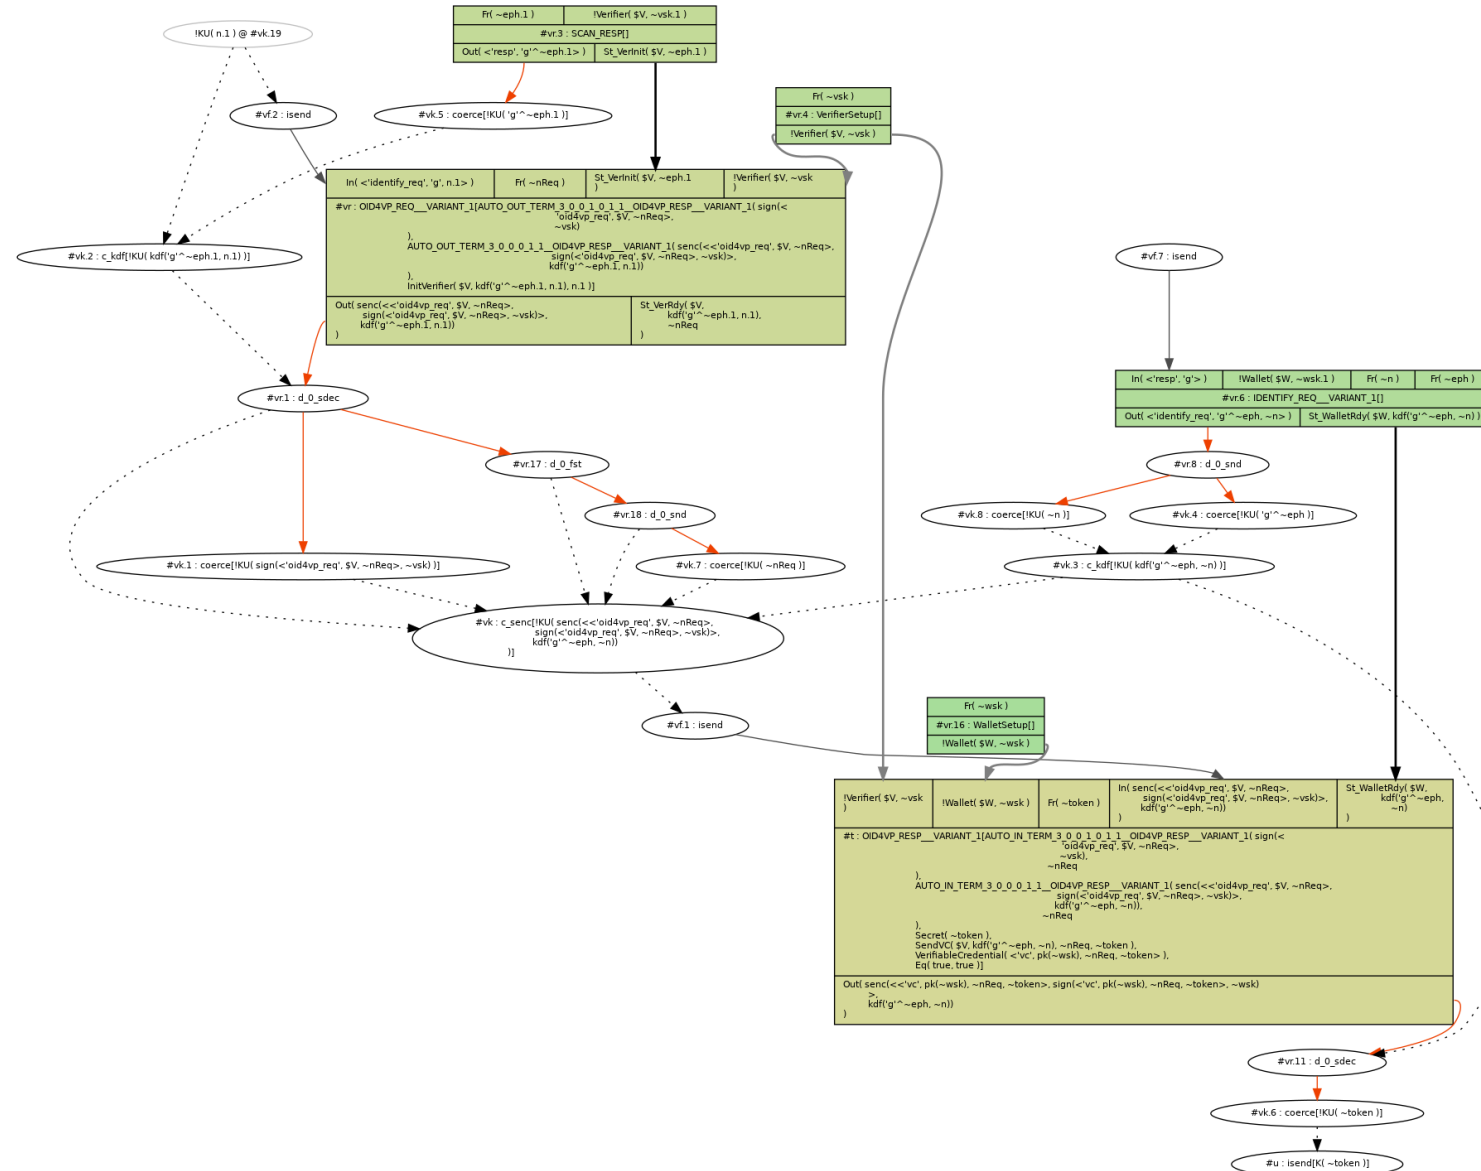 !KU( n.1 ) @ #vk.19
Fr( ~eph.1 )
!Verifier( $V, ~vsk.1 )
#vr.3 : SCAN_RESP[]
Out( <'resp', 'g'^~eph.1> )
St_VerInit( $V, ~eph.1 )
#vf.2 : isend
#vk.5 : coerce[!KU( 'g'^~eph.1 )]
Fr( ~vsk )
#vr.4 : VerifierSetup[]
!Verifier( $V, ~vsk )
In( <'identify_req', 'g', n.1> )
Fr( ~nReq )
St_VerInit( $V, ~eph.1
)
!Verifier( $V, ~vsk
)
#vr : OID4VP_REQ___VARIANT_1[AUTO_OUT_TERM_3_0_0_1_0_1_1__OID4VP_RESP___VARIANT_1( sign(<
'oid4vp_req', $V, ~nReq>,
~vsk)
),
AUTO_OUT_TERM_3_0_0_0_1_1__OID4VP_RESP___VARIANT_1( senc(<<'oid4vp_req', $V, ~nReq>,
sign(<'oid4vp_req', $V, ~nReq>, ~vsk)>,
kdf('g'^~eph.1, n.1))
),
InitVerifier( $V, kdf('g'^~eph.1, n.1), n.1 )]
Out( senc(<<'oid4vp_req', $V, ~nReq>,
sign(<'oid4vp_req', $V, ~nReq>, ~vsk)>,
kdf('g'^~eph.1, n.1))
)
St_VerRdy( $V,
kdf('g'^~eph.1, n.1),
~nReq
)
#vk.2 : c_kdf[!KU( kdf('g'^~eph.1, n.1) )]
#vf.7 : isend
#vr.1 : d_0_sdec
In( <'resp', 'g'> )
!Wallet( $W, ~wsk.1 )
Fr( ~n )
Fr( ~eph )
#vr.6 : IDENTIFY_REQ___VARIANT_1[]
Out( <'identify_req', 'g'^~eph, ~n> )
St_WalletRdy( $W, kdf('g'^~eph, ~n) )
#vr.17 : d_0_fst
#vr.8 : d_0_snd
#vr.18 : d_0_snd
#vk.8 : coerce[!KU( ~n )]
#vk.4 : coerce[!KU( 'g'^~eph )]
#vk.1 : coerce[!KU( sign(<'oid4vp_req', $V, ~nReq>, ~vsk) )]
#vk.7 : coerce[!KU( ~nReq )]
#vk.3 : c_kdf[!KU( kdf('g'^~eph, ~n) )]
#vk : c_senc[!KU( senc(<<'oid4vp_req', $V, ~nReq>,
sign(<'oid4vp_req', $V, ~nReq>, ~vsk)>,
kdf('g'^~eph, ~n))
)]
#vf.1 : isend
Fr( ~wsk )
#vr.16 : WalletSetup[]
!Wallet( $W, ~wsk )
!Verifier( $V, ~vsk
)
!Wallet( $W, ~wsk )
Fr( ~token )
In( senc(<<'oid4vp_req', $V, ~nReq>,
sign(<'oid4vp_req', $V, ~nReq>, ~vsk)>,
kdf('g'^~eph, ~n))
)
St_WalletRdy( $W,
kdf('g'^~eph,
~n)
)
#t : OID4VP_RESP___VARIANT_1[AUTO_IN_TERM_3_0_0_1_0_1_1__OID4VP_RESP___VARIANT_1( sign(<
'oid4vp_req', $V, ~nReq>,
~vsk),
~nReq
),
AUTO_IN_TERM_3_0_0_0_1_1__OID4VP_RESP___VARIANT_1( senc(<<'oid4vp_req', $V, ~nReq>,
sign(<'oid4vp_req', $V, ~nReq>, ~vsk)>,
kdf('g'^~eph, ~n)),
~nReq
),
Secret( ~token ),
SendVC( $V, kdf('g'^~eph, ~n), ~nReq, ~token ),
VerifiableCredential( <'vc', pk(~wsk), ~nReq, ~token> ),
Eq( true, true )]
Out( senc(<<'vc', pk(~wsk), ~nReq, ~token>, sign(<'vc', pk(~wsk), ~nReq, ~token>, ~wsk)
>,
kdf('g'^~eph, ~n))
)
#vr.11 : d_0_sdec
#vk.6 : coerce[!KU( ~token )]
#u : isend[K( ~token )]